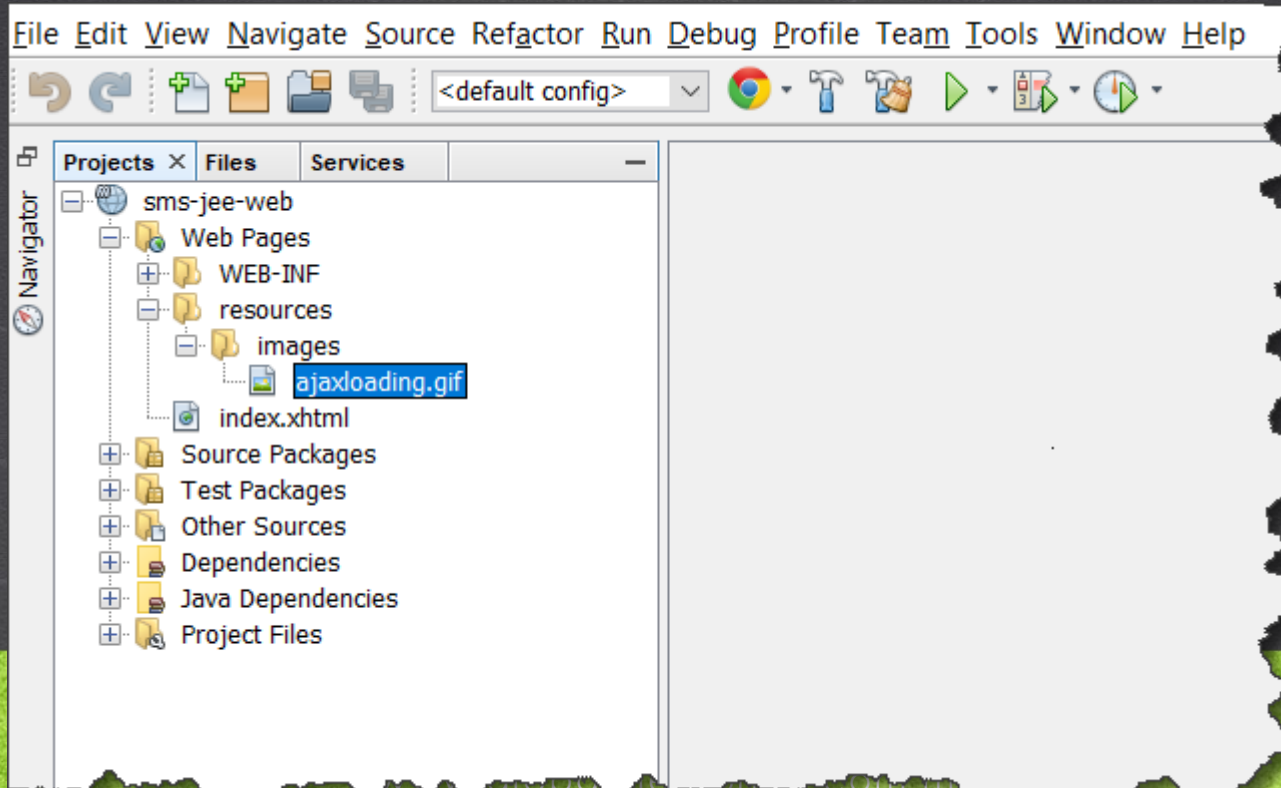 File Edit View Navigate Source Refactor Run Debug Profile Team Tools Window Help
<default config>
Projects Files Services
Navigator
sms-jee-web
Web Pages
WEB-INF
resources
images
ajaxloading.gif
index.xhtml
Source Packages
Test Packages
Other Sources
Dependencies
Java Dependencies
Project Files